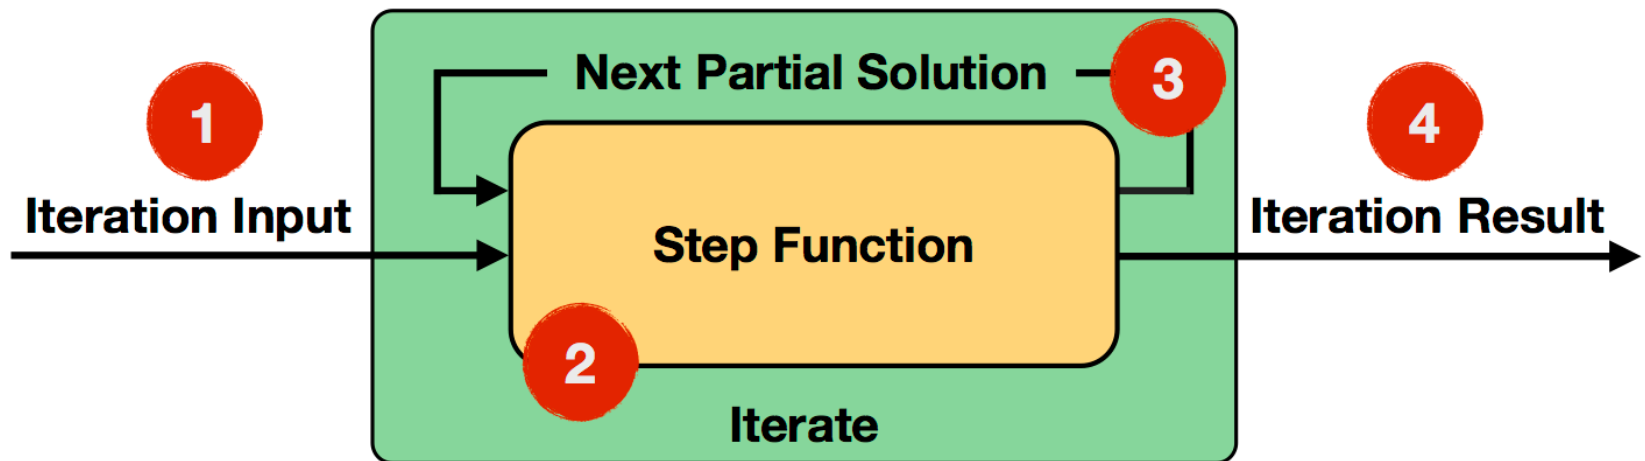 1
Iteration Input
Next Partial Solution
3
Step Function
2
Iterate
4
Iteration Result